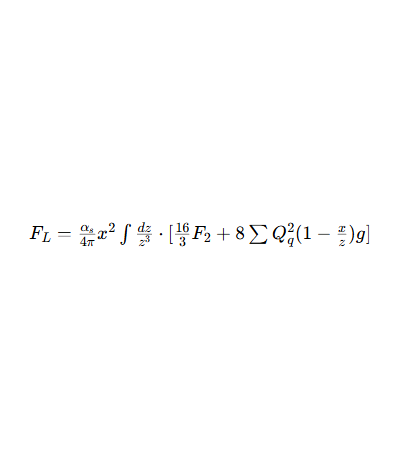 $F_L = \frac{\alpha_s}{4\pi} x^2 \int \frac{dz}{z^3} \cdot [\frac{16}{3} F_2 + 8 \sum Q_q^2 (1 - \frac{x}{z}) g]$